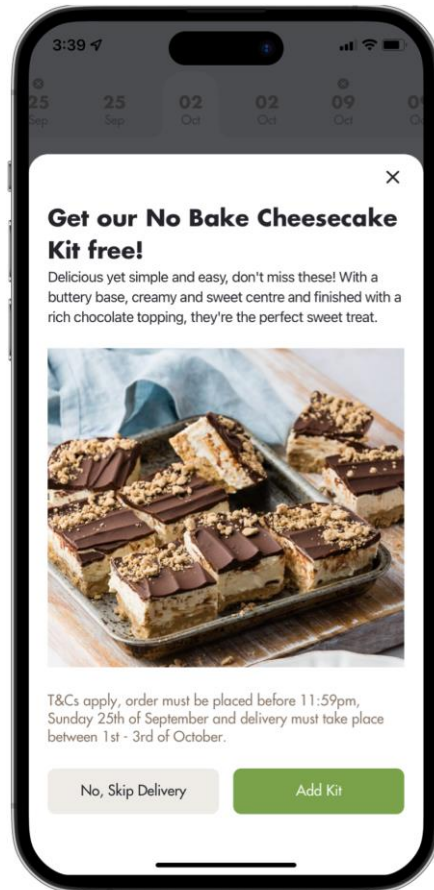 3:39
25 25 02 02 09
Sep Sep Oct Oct Oct
Get our No Bake Cheesecake
Kit free!
Delicious yet simple and easy, don't miss these! With a
buttery base, creamy and sweet centre and finished with a
rich chocolate topping, they're the perfect sweet treat.
T&Cs apply, order must be placed before 11:59pm,
Sunday 25th of September and delivery must take place
between 1st - 3rd of October.
No, Skip Delivery Add Kit